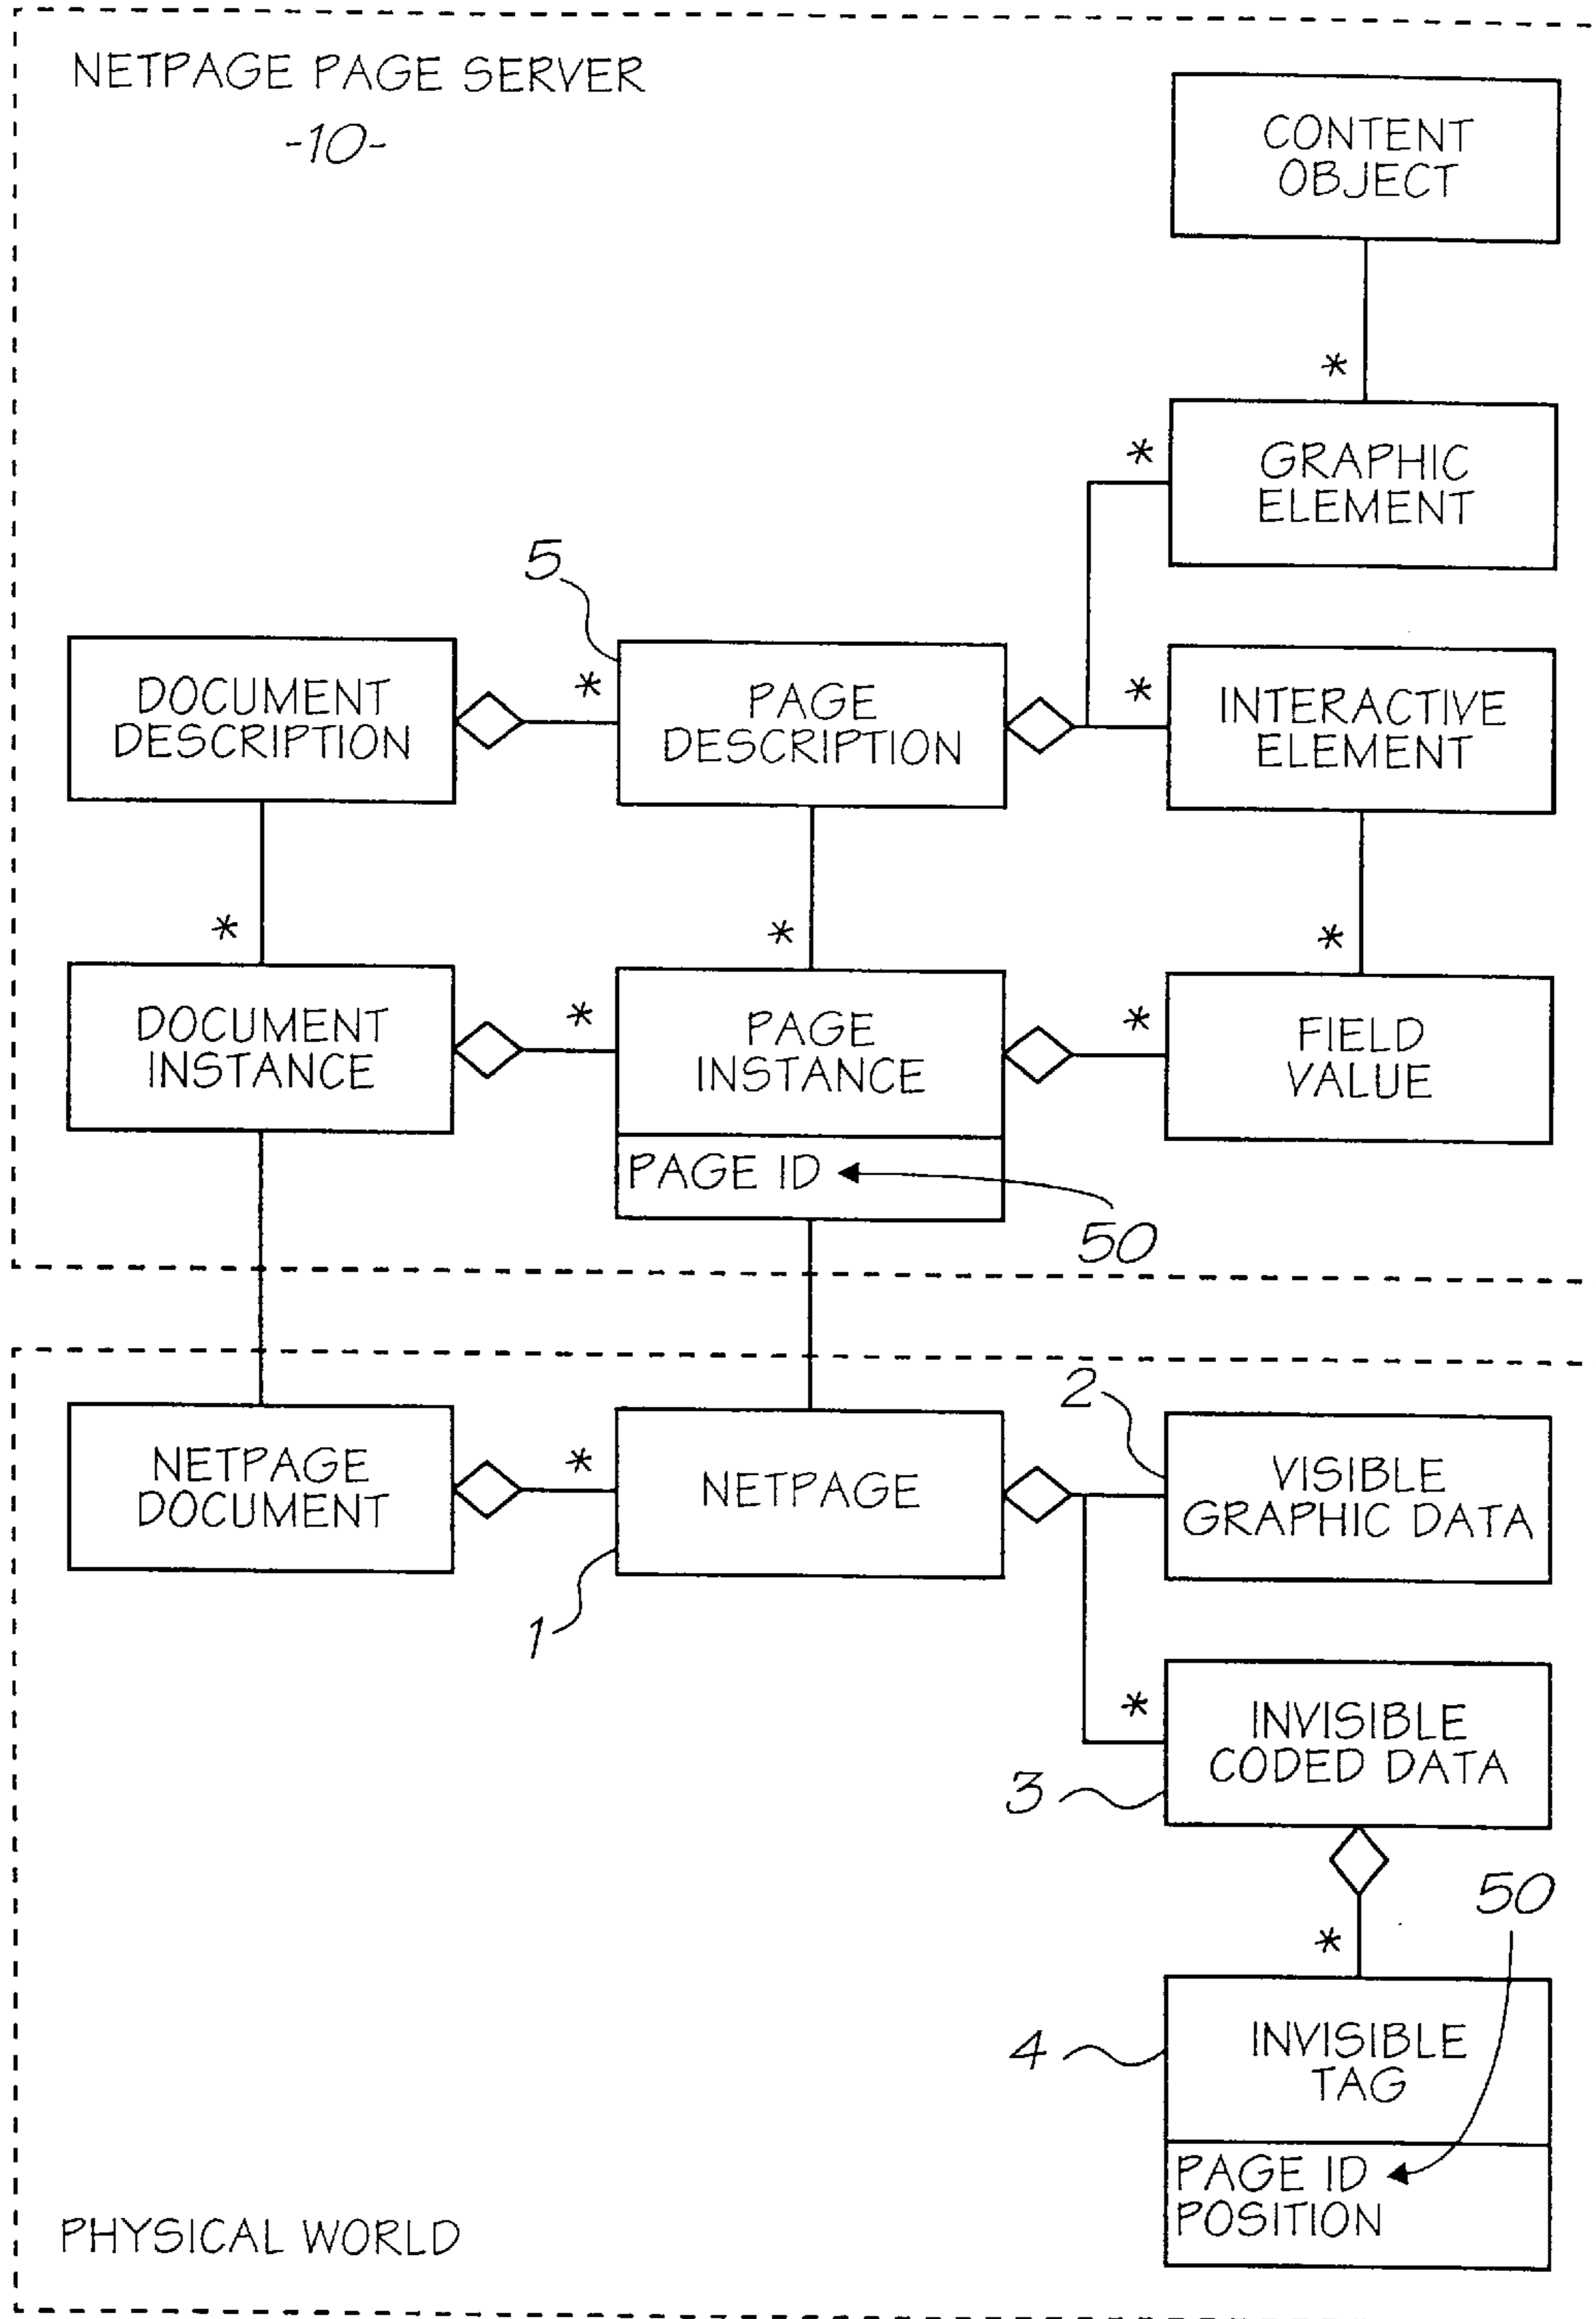 NETPAGE PAGE SERVER
-10-
CONTENT
OBJECT
*
*
GRAPHIC
ELEMENT
5
DOCUMENT
DESCRIPTION
*
PAGE
DESCRIPTION
*
INTERACTIVE
ELEMENT
*
*
*
DOCUMENT
INSTANCE
*
PAGE
INSTANCE
*
FIELD
VALUE
PAGE ID
50
2
NETPAGE
DOCUMENT
*
NETPAGE
VISIBLE
GRAPHIC DATA
1
*
INVISIBLE
CODED DATA
3
50
*
4
INVISIBLE
TAG
PAGE ID
POSITION
PHYSICAL WORLD